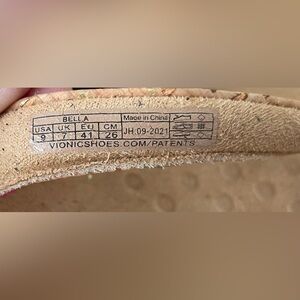 BELLA
USA UK EU CM Made in China
9 7 41 26 JH:09-2021
VIONICSHOES.COM/PATENTS